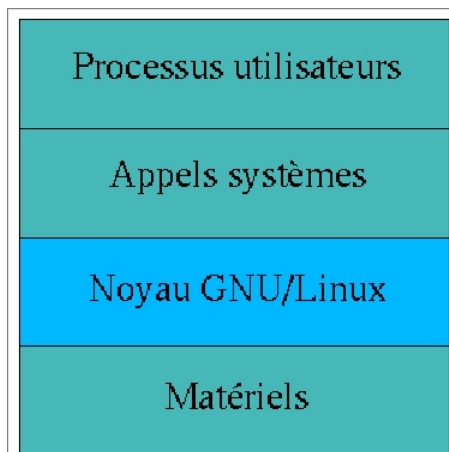 Processus utilisateurs
Appels systèmes
Noyau GNU/Linux
Matériels